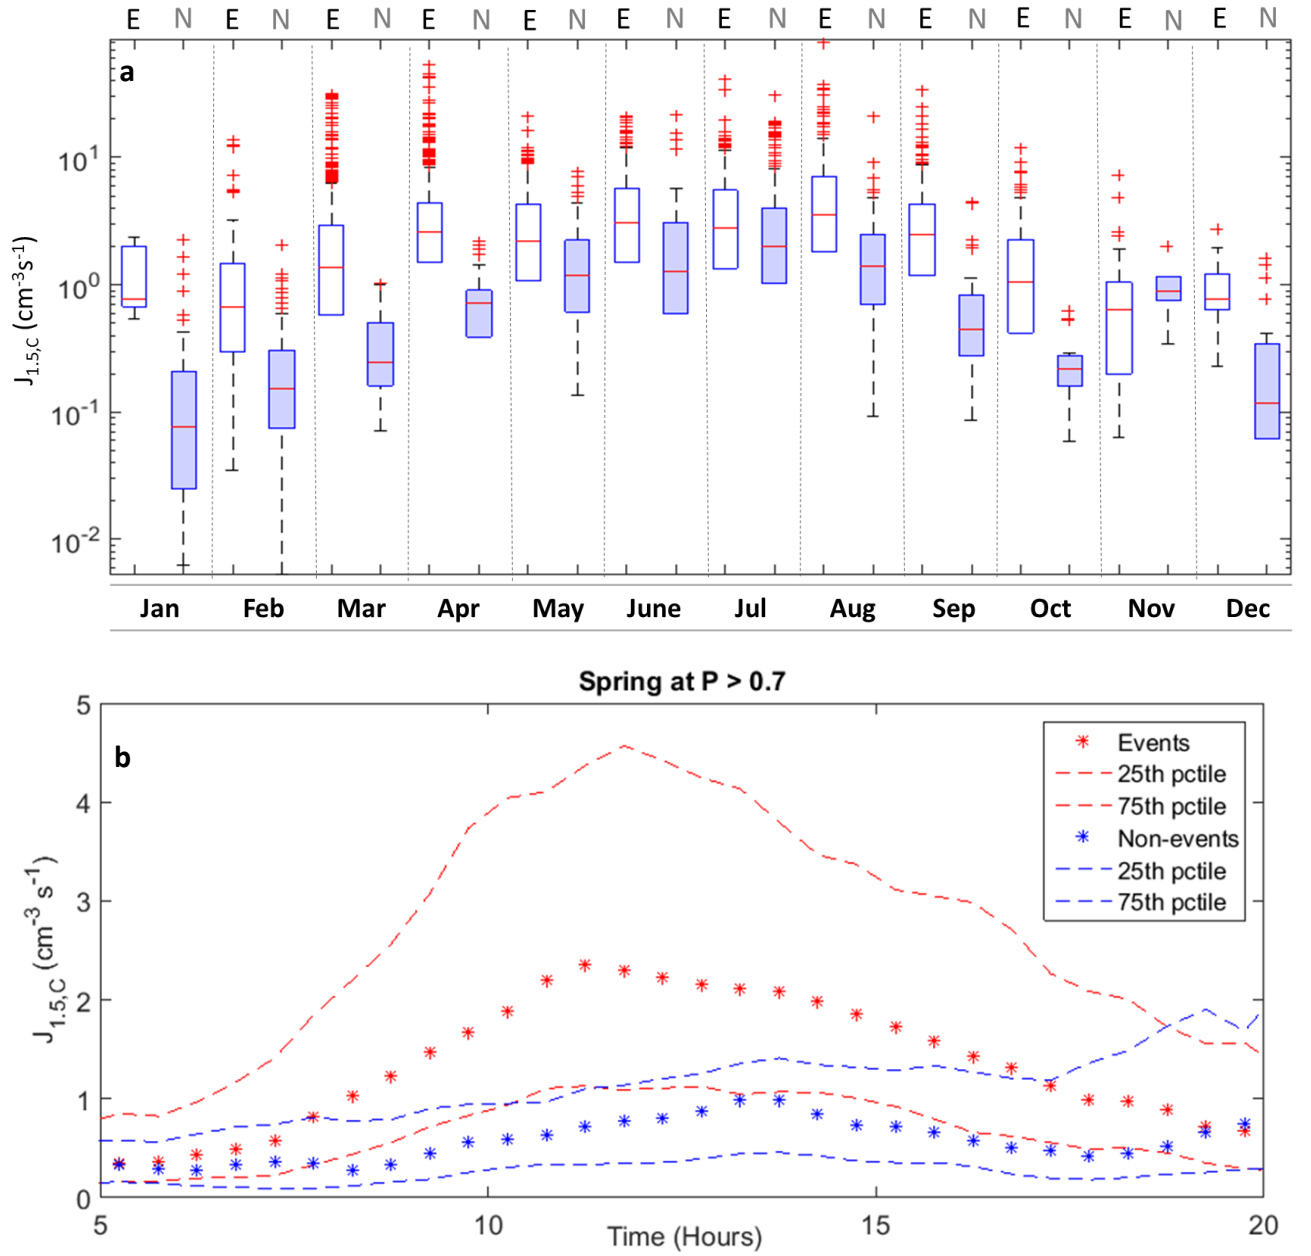 E N E N E N E N E N E N E N E N E N E N E N E N
a
10¹
10⁰
10⁻¹
10⁻²
J₁.₅,C (cm⁻³s⁻¹)
Jan Feb Mar Apr May June Jul Aug Sep Oct Nov Dec
Spring at P > 0.7
b
5
4
3
2
1
0
J₁.₅,C (cm⁻³ s⁻¹)
Events
25th pctile
75th pctile
Non-events
25th pctile
75th pctile
5 10 15 20
Time (Hours)